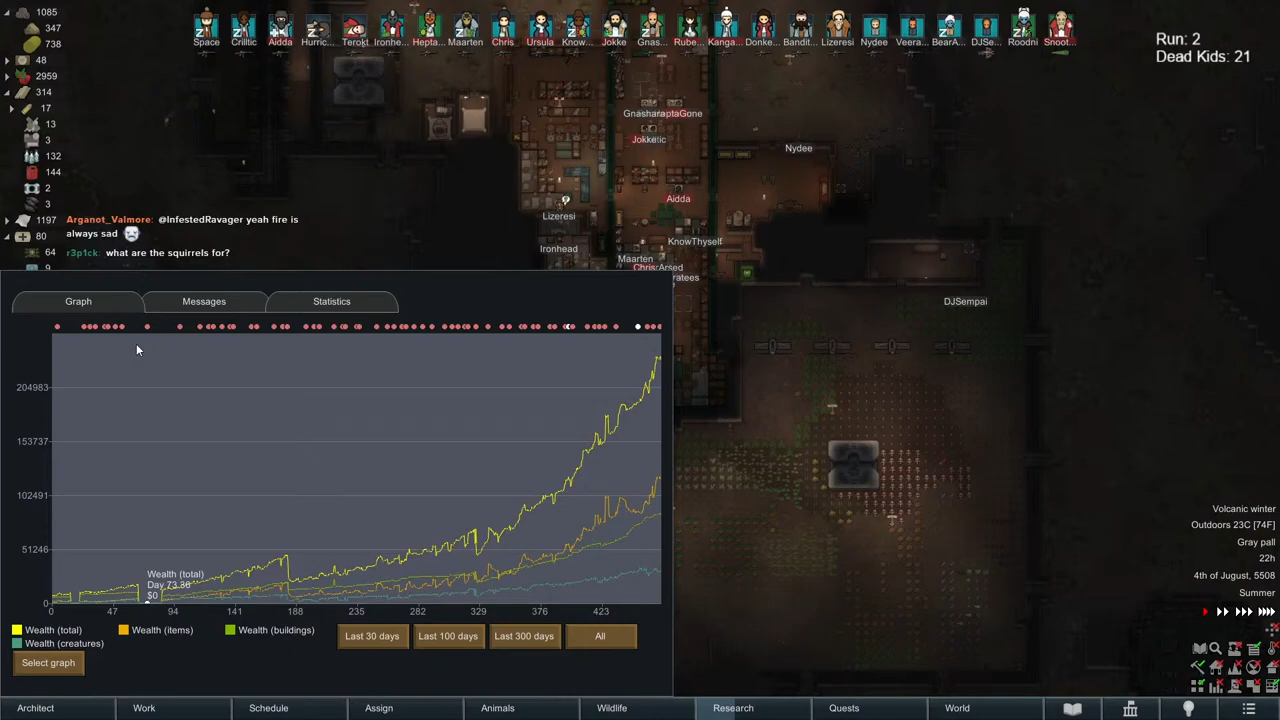 1085
347
738
48
2959
314
17
13
3
132
144
2
3
1197
80
64
9
Space Crilltic Aidda Hurric... Terokt Ironhe... Hepta... Maarten Chris Ursula Know... Jokke Gnas... Rube... Kanga... Donke... Bandit... Lizeresi Nydee Veera... BearA... DJSe... Roodni Snoot...
Run: 2
Dead Kids: 21
Jokke
Nydee
Aidda
Lizeresi
KnowThyself
Ironhead
Maarten
DJSempai
Arganot_Valmore: @InfestedRavager yeah fire is
always sad
r3p1ck: what are the squirrels for?
Graph Messages Statistics
204983
153737
102491
51246
0
Wealth (total)
Day 73.86
$0
0 47 94 141 188 235 282 329 376 423
Wealth (total) Wealth (items) Wealth (buildings)
Wealth (creatures)
Last 30 days Last 100 days Last 300 days All
Select graph
Volcanic winter
Outdoors 23C [74F]
Gray pall
22h
4th of August, 5508
Summer
Architect Work Schedule Assign Animals Wildlife Research Quests World